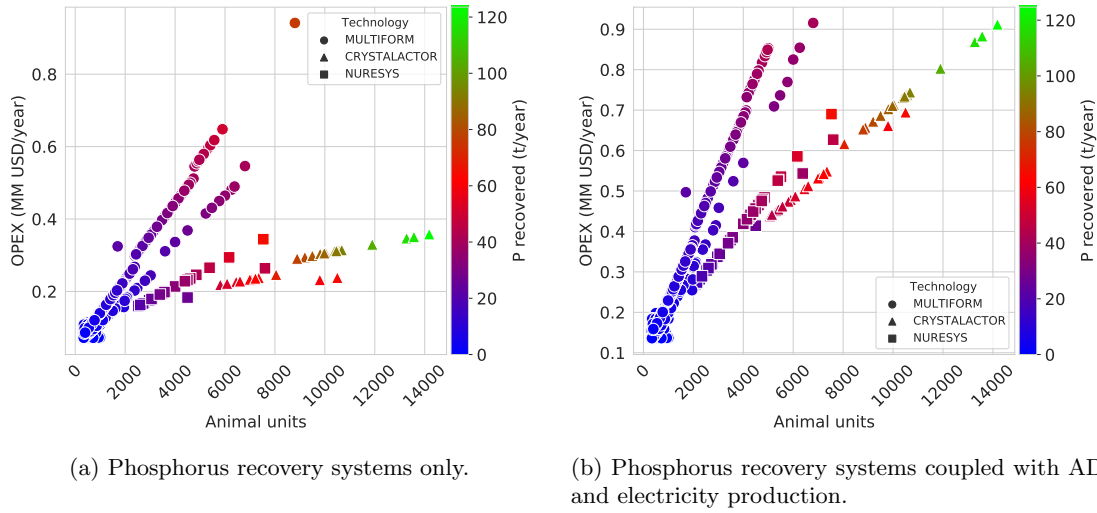 Technology
MULTIFORM
CRYSTALACTOR
NURESYS
OPEX (MM USD/year)
0.8
0.6
0.4
0.2
0
2000
4000
6000
8000
10000
12000
14000
Animal units
120
100
80
60
40
20
0
P recovered (t/year)
(a) Phosphorus recovery systems only.
OPEX (MM USD/year)
0.9
0.8
0.7
0.6
0.5
0.4
0.3
0.2
0.1
Technology
MULTIFORM
CRYSTALACTOR
NURESYS
0
2000
4000
6000
8000
10000
12000
14000
Animal units
120
100
80
60
40
20
0
P recovered (t/year)
(b) Phosphorus recovery systems coupled with AD
and electricity production.